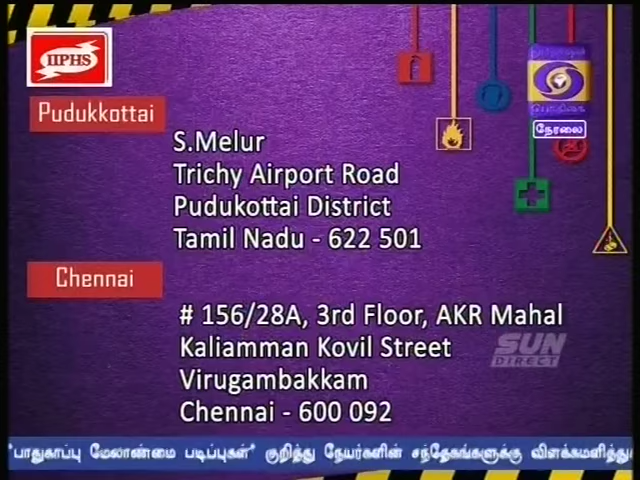 IIPHS
பொதிகை
நேரலை
Pudukkottai
S.Melur
Trichy Airport Road
Pudukottai District
Tamil Nadu - 622 501
Chennai
# 156/28A, 3rd Floor, AKR Mahal
Kaliamman Kovil Street
Virugambakkam
Chennai - 600 092
SUN
DIRECT
"பாதுகாப்பு மேலாண்மை படிப்புகள்" குறித்து நேயர்களின் சந்தேகங்களுக்கு விளக்கமளித்து